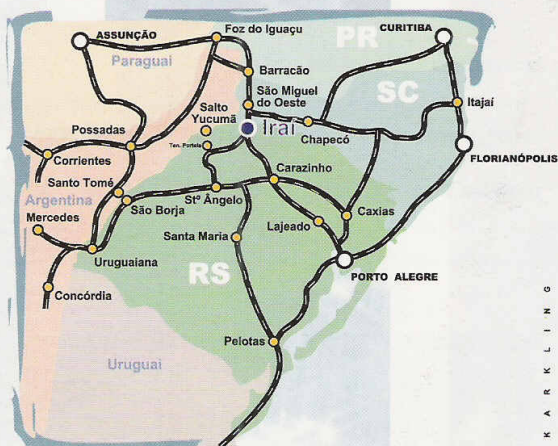 Foz do Iguaçu
ASSUNÇÃO
PR
CURITIBA
Paraguai
Barracão
SC
São Miguel
do Oeste
Salto
Yucumã
Itajaí
Iraí
Possadas
Chapecó
Ten. Portela
Corrientes
FLORIANÓPOLIS
Carazinho
Santo Tomé
Argentina
Stº Ângelo
São Borja
Mercedes
Lajeado
Caxias
Santa Maria
Uruguaiana
RS
PORTO ALEGRE
Concórdia
Pelotas
Uruguai
KARKLING